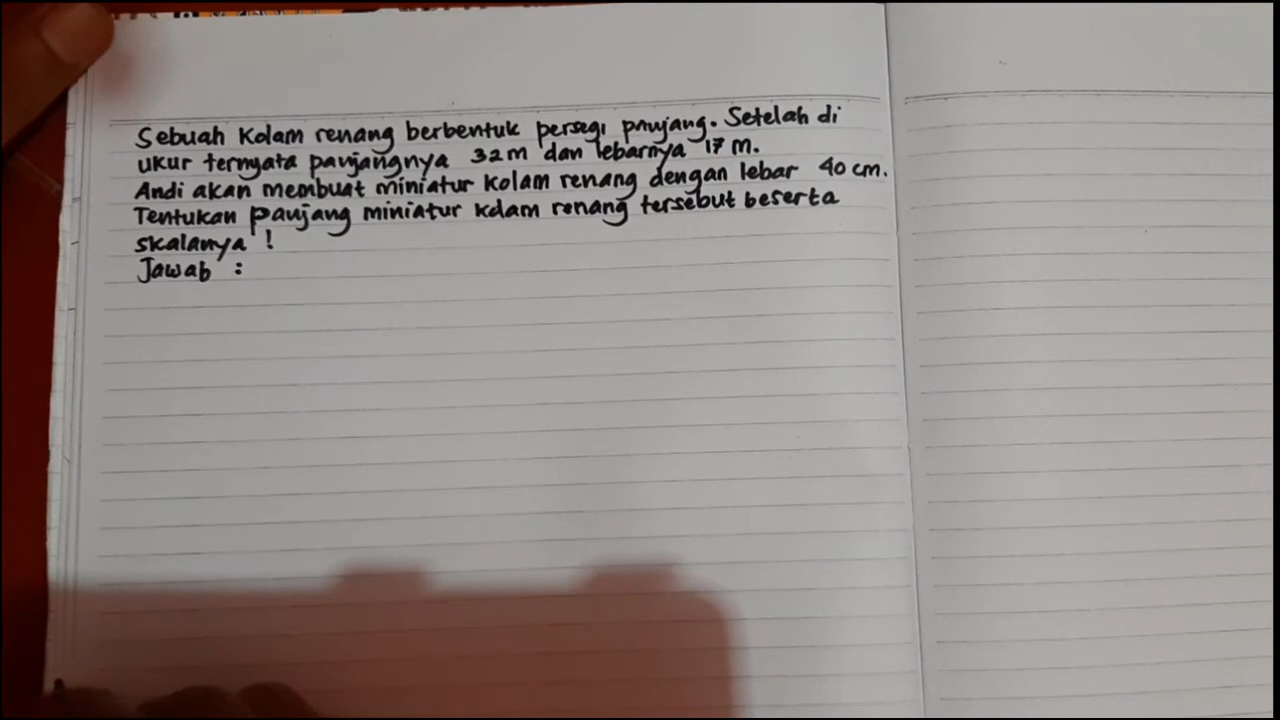 Sebuah Kolam renang berbentuk persegi panjang. Setelah di
ukur ternyata panjangnya 32 m dan lebarnya 17 m.
Andi akan membuat miniatur kolam renang dengan lebar 40 cm.
Tentukan panjang miniatur kolam renang tersebut beserta
skalanya !
Jawab :